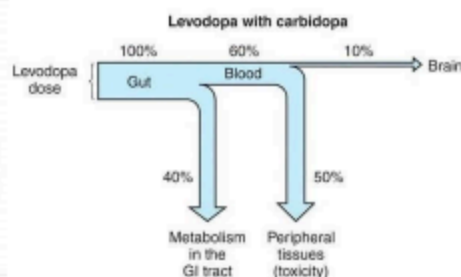 Levodopa with carbidopa
100% 60% 10%
Levodopa
dose
Gut
Blood
Brain
40%
50%
Metabolism
in the
GI tract
Peripheral
tissues
(toxicity)